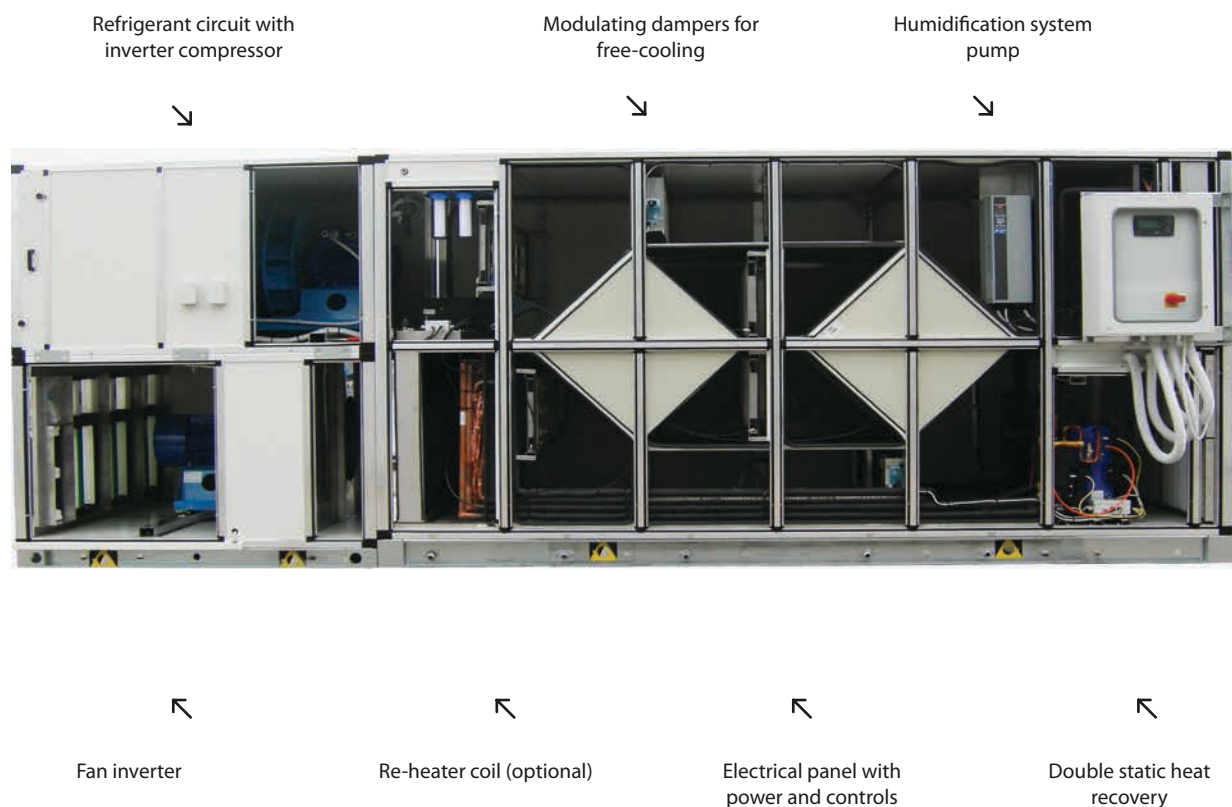 Refrigerant circuit with
inverter compressor
Modulating dampers for
free-cooling
Humidification system
pump
Fan inverter
Re-heater coil (optional)
Electrical panel with
power and controls
Double static heat
recovery